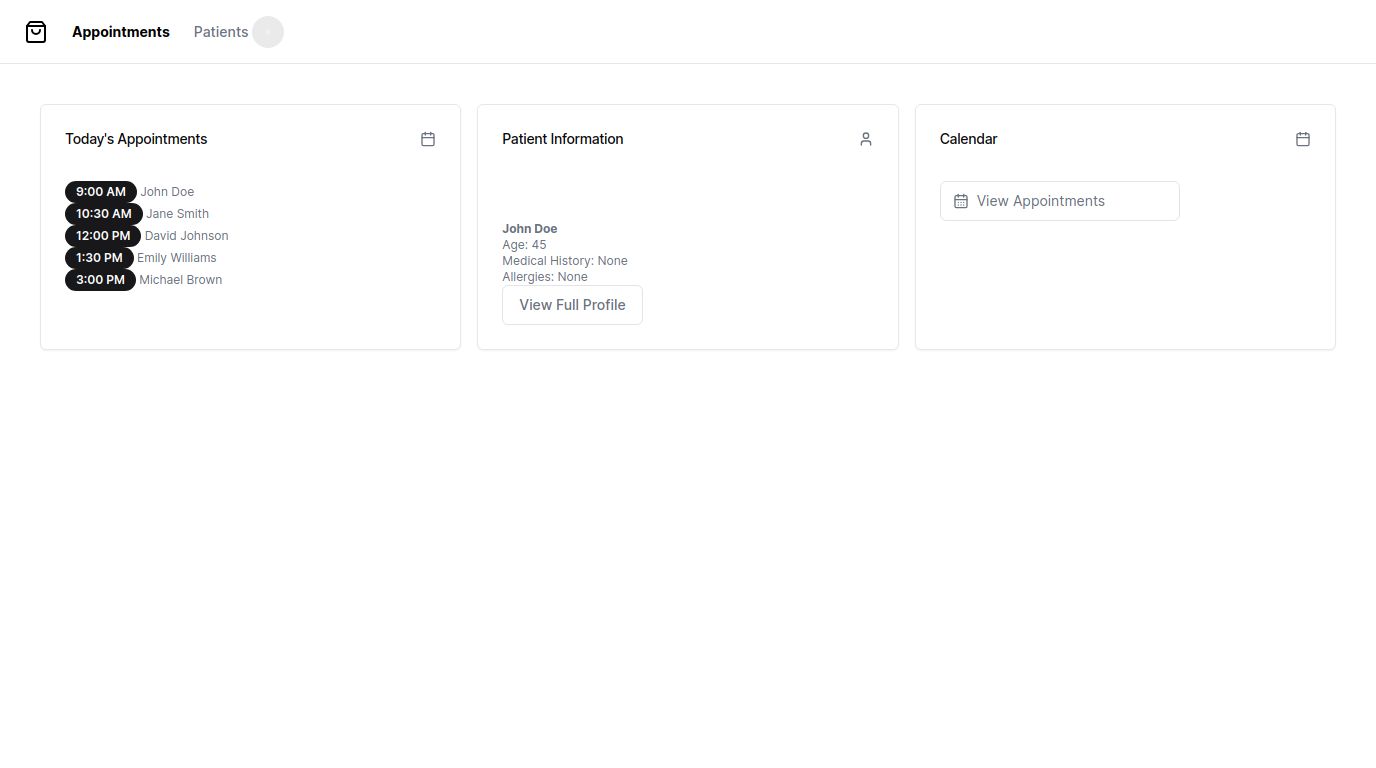 Appointments Patients
Today's Appointments
9:00 AM John Doe
10:30 AM Jane Smith
12:00 PM David Johnson
1:30 PM Emily Williams
3:00 PM Michael Brown
Patient Information
John Doe
Age: 45
Medical History: None
Allergies: None
View Full Profile
Calendar
View Appointments